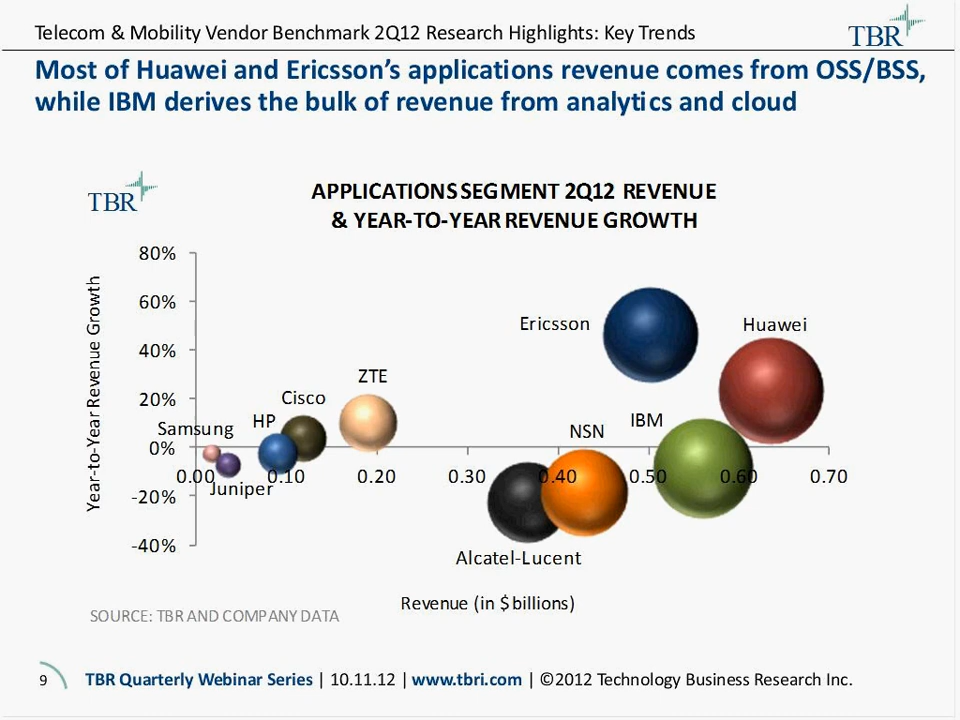 Telecom & Mobility Vendor Benchmark 2Q12 Research Highlights: Key Trends
TBR
Most of Huawei and Ericsson's applications revenue comes from OSS/BSS,
while IBM derives the bulk of revenue from analytics and cloud
TBR
APPLICATIONS SEGMENT 2Q12 REVENUE
& YEAR-TO-YEAR REVENUE GROWTH
Year-to-Year Revenue Growth
80%
60%
40%
20%
0%
-20%
-40%
Ericsson
Huawei
ZTE
Cisco
HP
Samsung
IBM
NSN
Juniper
Alcatel-Lucent
0.00 0.10 0.20 0.30 0.40 0.50 0.60 0.70
Revenue (in $ billions)
SOURCE: TBR AND COMPANY DATA
9 TBR Quarterly Webinar Series | 10.11.12 | www.tbri.com | ©2012 Technology Business Research Inc.